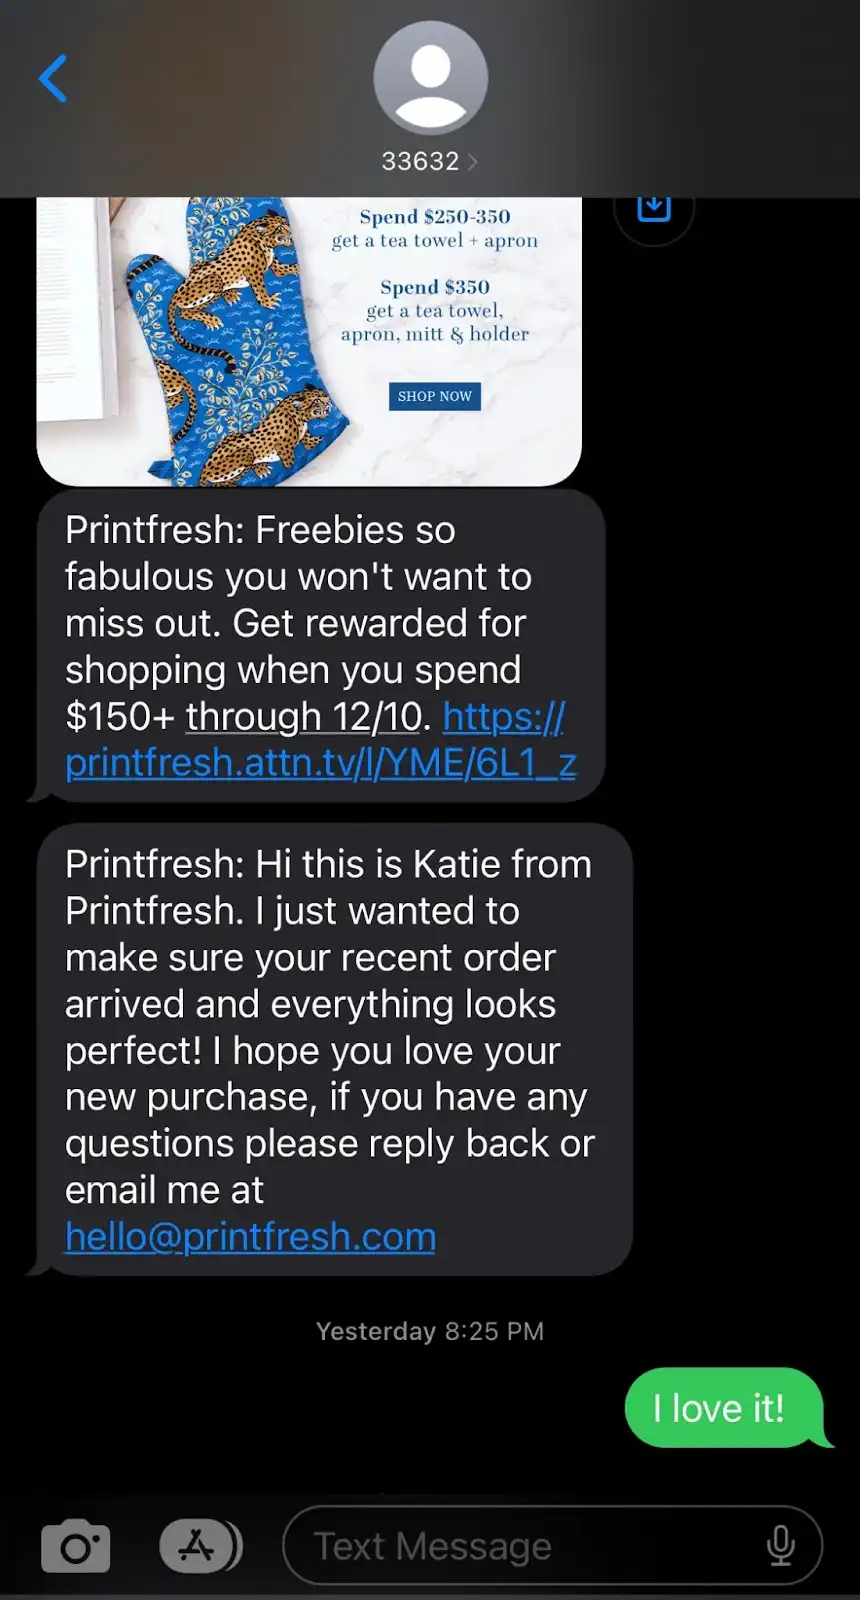 33632
Spend $250-350
get a tea towel + apron
Spend $350
get a tea towel,
apron, mitt & holder
SHOP NOW
Printfresh: Freebies so
fabulous you won't want to
miss out. Get rewarded for
shopping when you spend
$150+ through 12/10. https://
printfresh.attn.tv/l/YME/6L1_z
Printfresh: Hi this is Katie from
Printfresh. I just wanted to
make sure your recent order
arrived and everything looks
perfect! I hope you love your
new purchase, if you have any
questions please reply back or
email me at
hello@printfresh.com
Yesterday 8:25 PM
I love it!
Text Message